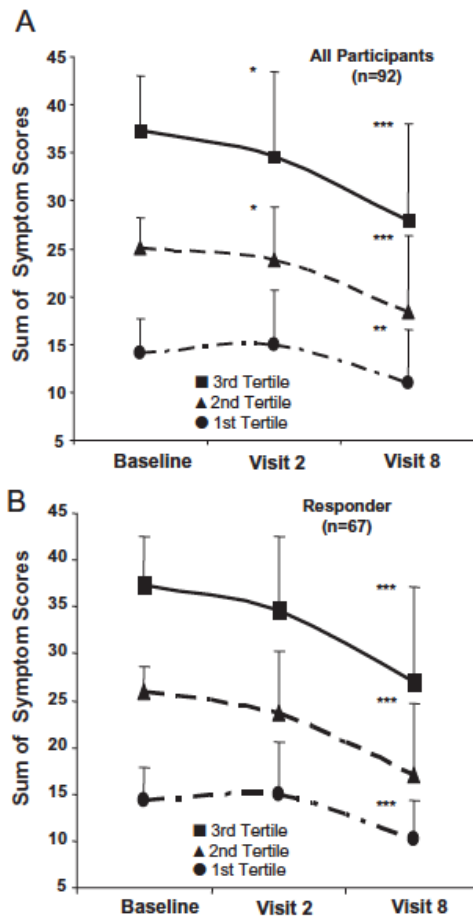 A
All Participants
(n=92)
Sum of Symptom Scores
45
40
35
30
25
20
15
10
5
*
***
*
***
**
3rd Tertile
2nd Tertile
1st Tertile
Baseline Visit 2 Visit 8
B
Responder
(n=67)
Sum of Symptom Scores
45
40
35
30
25
20
15
10
5
***
***
***
3rd Tertile
2nd Tertile
1st Tertile
Baseline Visit 2 Visit 8